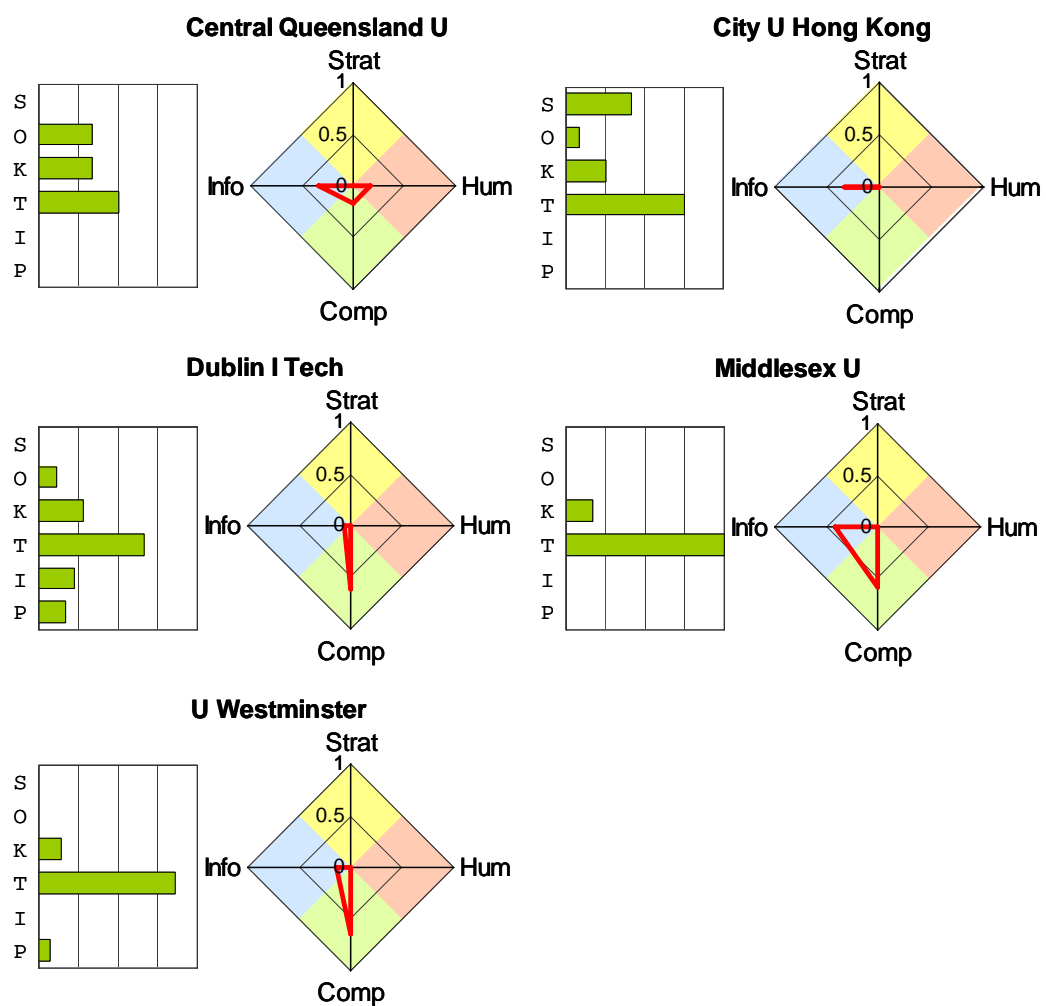 Central Queensland U
Strat
1
S
O
K
T
I
P
0.5
Info
0
Hum
Comp
City U Hong Kong
Strat
1
S
O
K
T
I
P
0.5
Info
0
Hum
Comp
Dublin I Tech
Strat
1
S
O
K
T
I
P
0.5
Info
0
Hum
Comp
Middlesex U
Strat
1
S
O
K
T
I
P
0.5
Info
0
Hum
Comp
U Westminster
Strat
1
S
O
K
T
I
P
0.5
Info
0
Hum
Comp